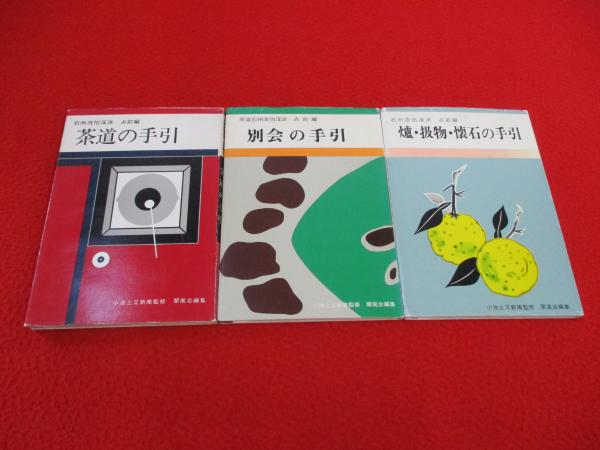 石州流怡渓派 点前編
茶道の手引
小池上又新庵監修 翠風会編集
茶道石州流怡渓派 点前編
別会の手引
小池上又新庵監修 翠風会編集
石州流怡渓派 点前編
爐・扱物・懐石の手引
小池上又新庵監修 翠風会編集